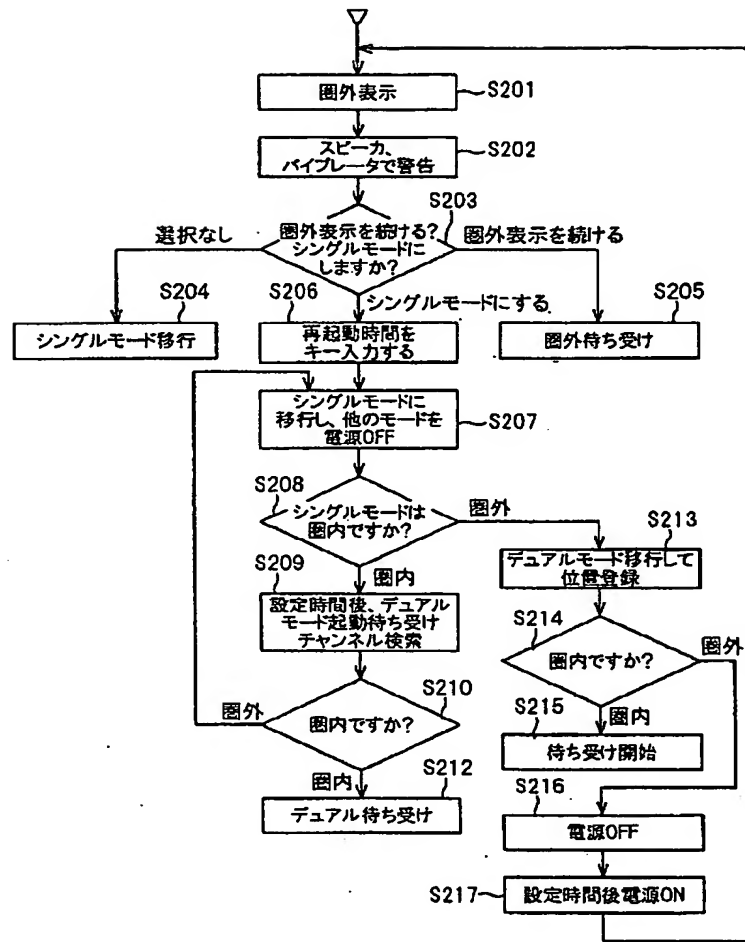 圏外表示
S201
スピーカ、
バイブレータで警告
S202
S203
圏外表示を続ける?
シングルモードに
しますか?
選択なし
圏外表示を続ける
S204
シングルモード移行
S206
シングルモードにする
再起動時間を
キー入力する
S205
圏外待ち受け
シングルモードに
移行し、他のモードを
電源OFF
S207
S208
シングルモードは
圏内ですか?
圏外
圏内
S213
デュアルモード移行して
位置登録
S209
設定時間後、デュアル
モード起動待ち受け
チャンネル検索
S214
圏内ですか?
圏外
圏内
S210
圏内ですか?
圏外
圏内
S215
待ち受け開始
S212
デュアル待ち受け
S216
電源OFF
S217
設定時間後電源ON